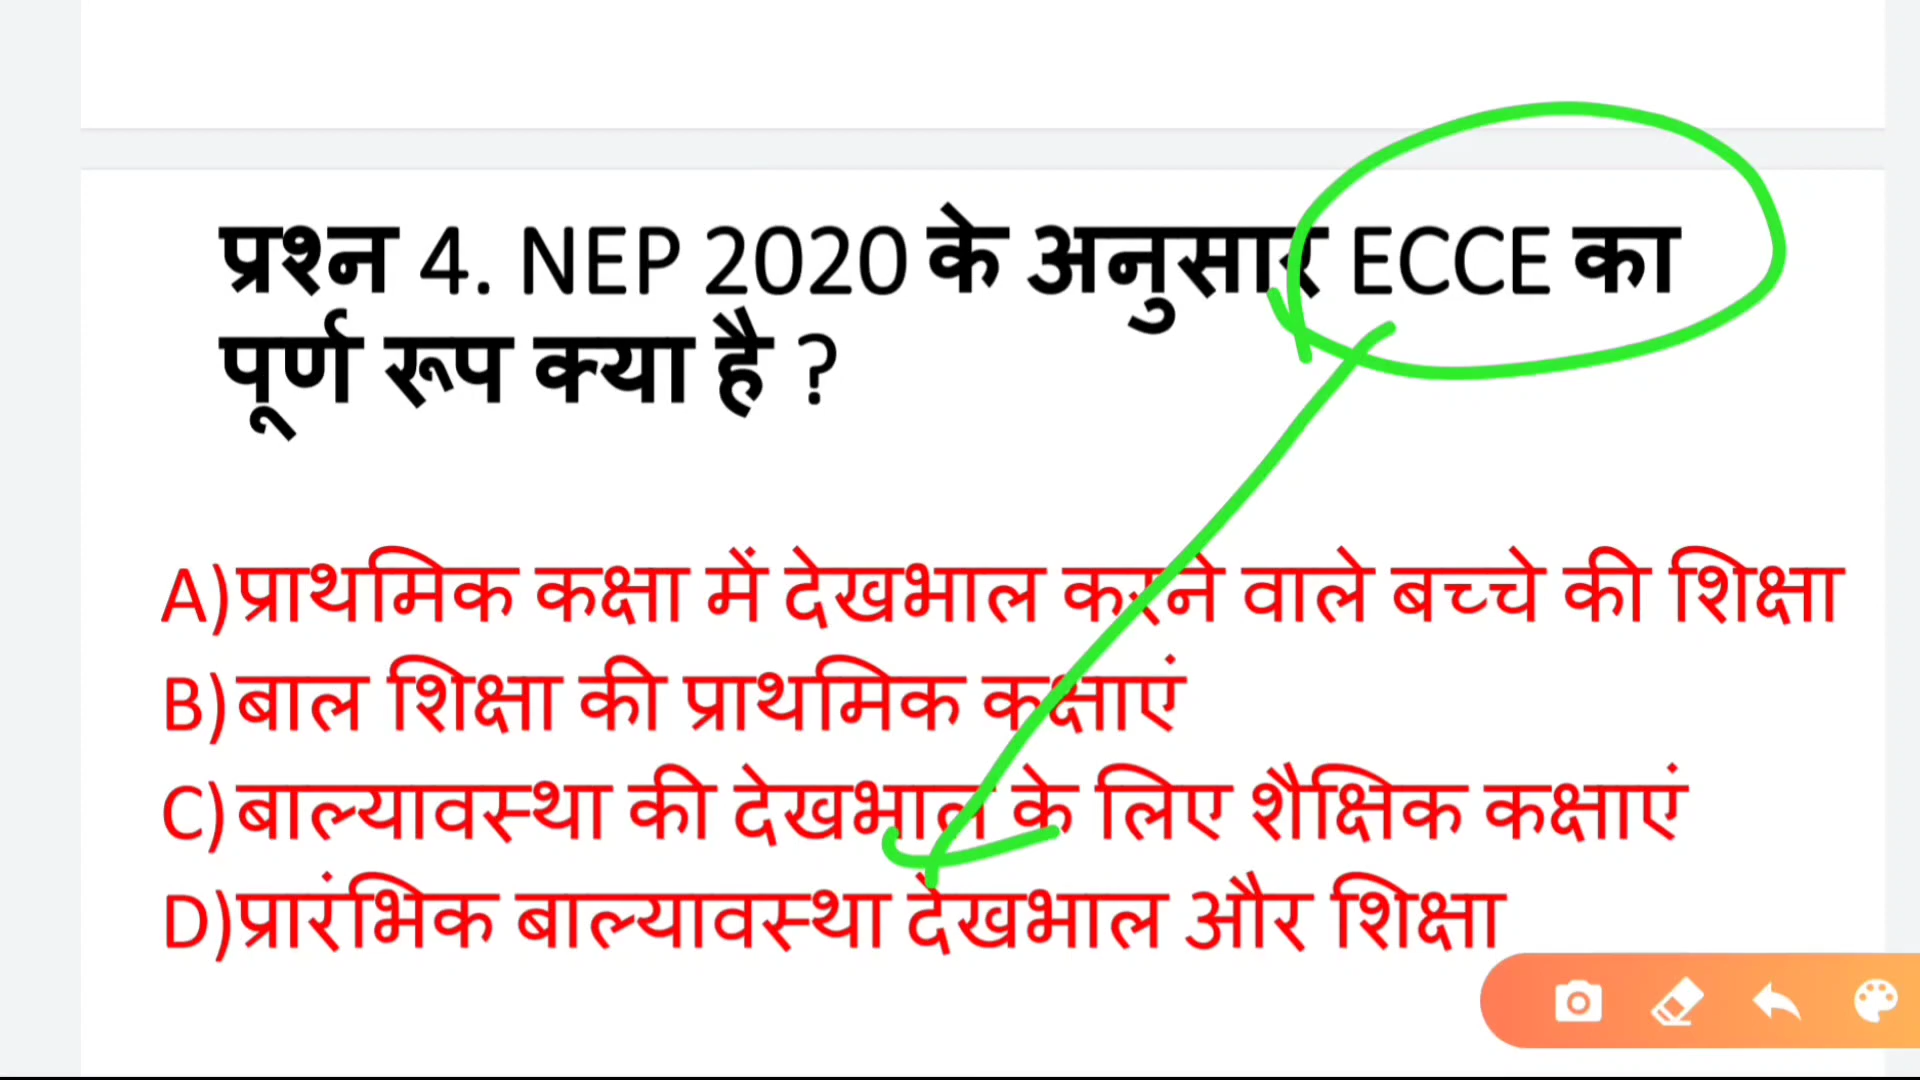 प्रश्न 4. NEP 2020 के अनुसार ECCE का
पूर्ण रूप क्या है ?
A)प्राथमिक कक्षा में देखभाल करने वाले बच्चे की शिक्षा
B)बाल शिक्षा की प्राथमिक कक्षाएं
C)बाल्यावस्था की देखभाल के लिए शैक्षिक कक्षाएं
D)प्रारंभिक बाल्यावस्था देखभाल और शिक्षा